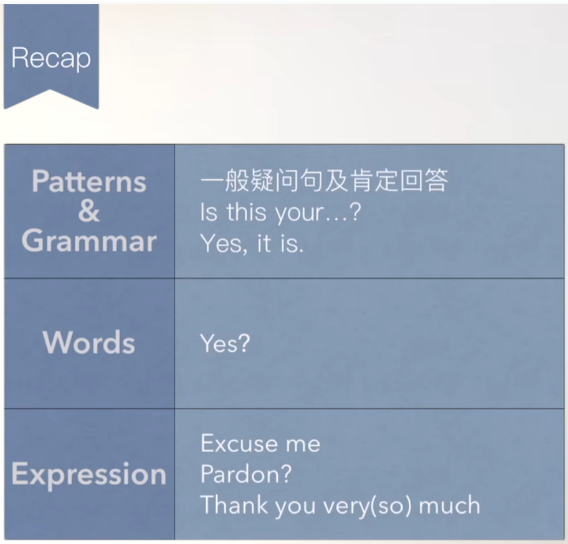 Recap
Patterns
&
Grammar
一般疑问句及肯定回答
Is this your...?
Yes, it is.
Words
Yes?
Expression
Excuse me
Pardon?
Thank you very(so) much